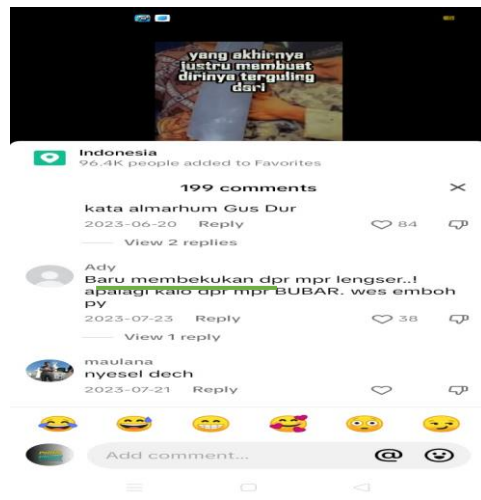 yang akhirnya
justru membuat
dirinya terguling
dari
Indonesia
96.4K people added to Favorites
199 comments
kata almarhum Gus Dur
2023-06-20 Reply 84
View 2 replies
Ady
Baru membekukan dpr mpr lengser..!
apalagi kalo dpr mpr BUBAR. wes emboh
py
2023-07-23 Reply 38
View 1 reply
maulana
nyesel dech
2023-07-21 Reply
Add comment...